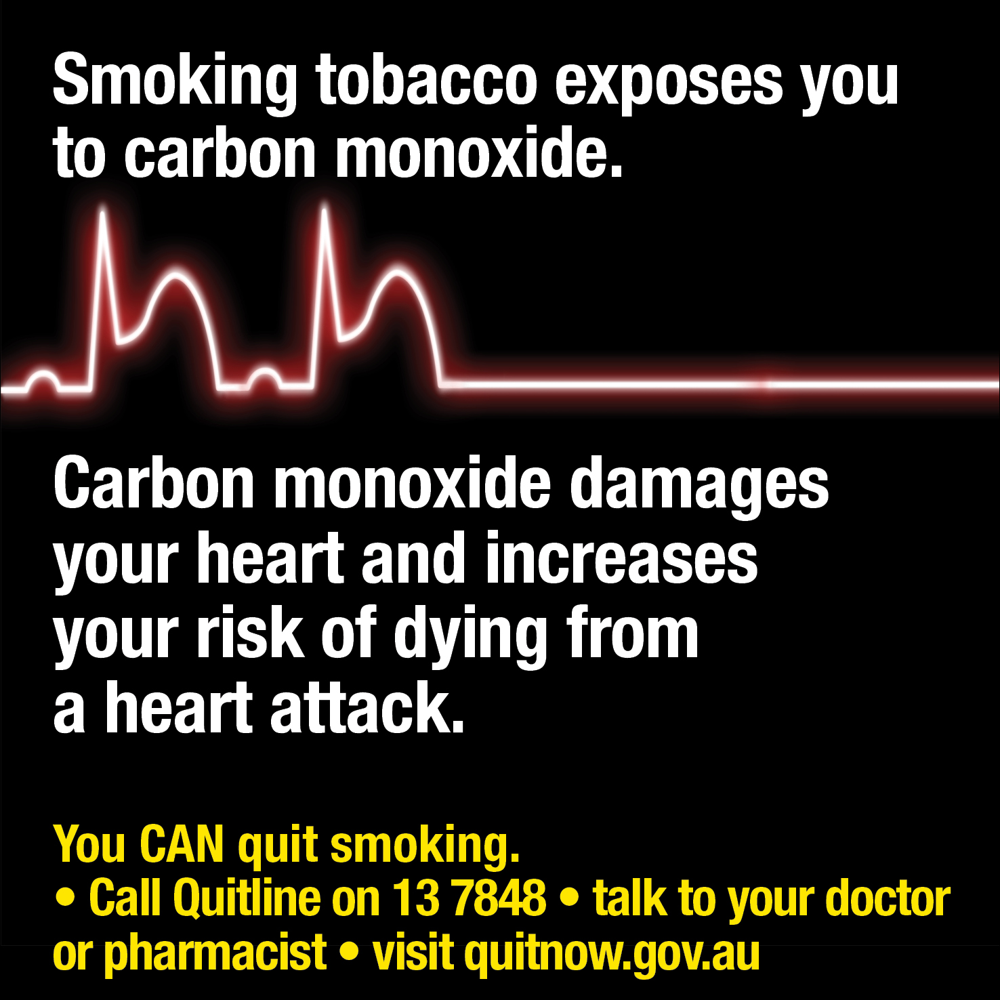 Smoking tobacco exposes you
to carbon monoxide.
Carbon monoxide damages
your heart and increases
your risk of dying from
a heart attack.
You CAN quit smoking.
• Call Quitline on 13 7848 • talk to your doctor
or pharmacist • visit quitnow.gov.au